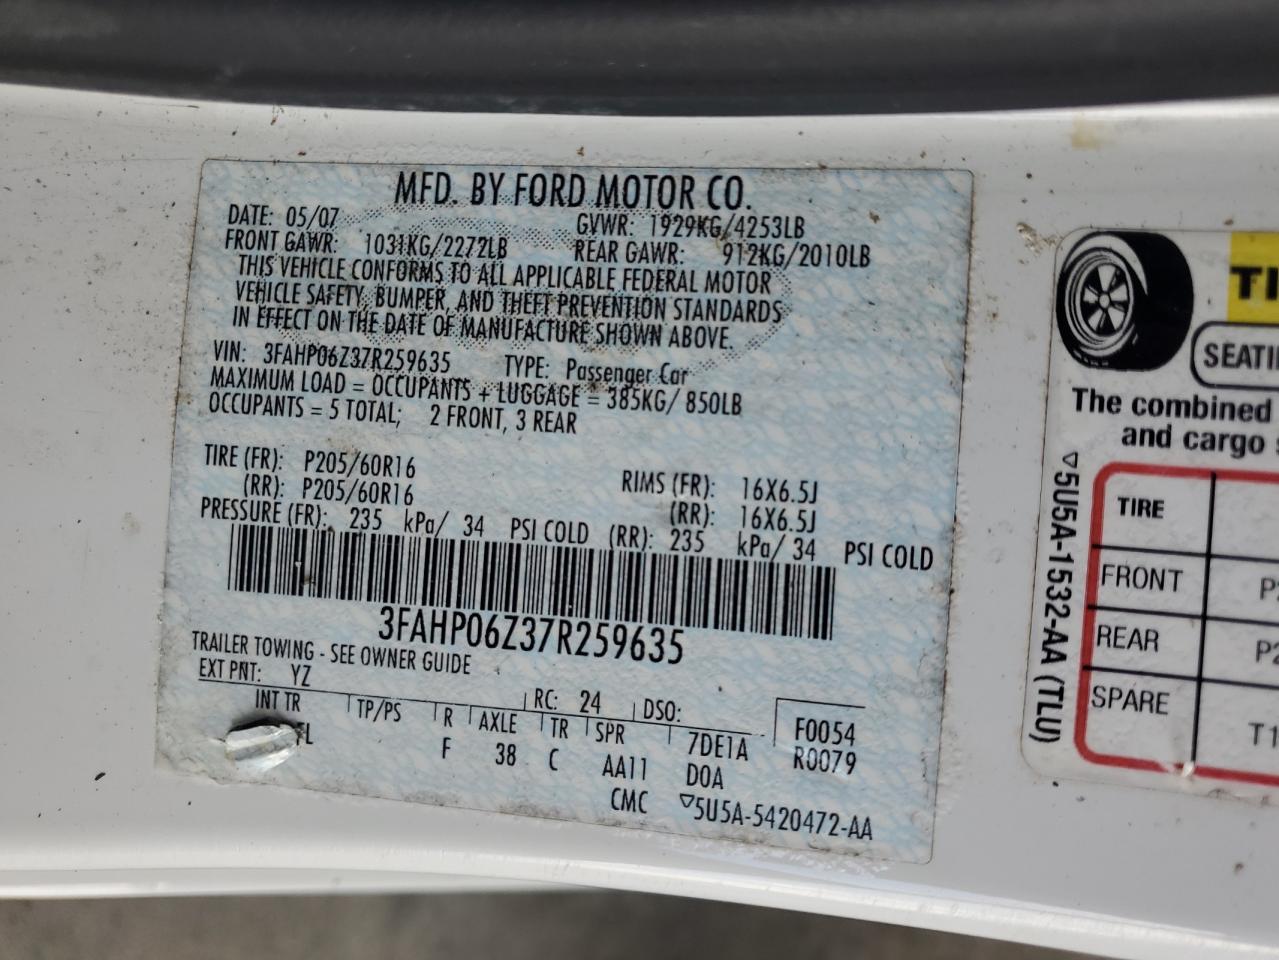 MFD. BY FORD MOTOR CO.
DATE: 05/07 GVWR: 1929KG/4253LB
FRONT GAWR: 1031KG/2272LB REAR GAWR: 912KG/2010LB
THIS VEHICLE CONFORMS TO ALL APPLICABLE FEDERAL MOTOR
VEHICLE SAFETY, BUMPER, AND THEFT PREVENTION STANDARDS
IN EFFECT ON THE DATE OF MANUFACTURE SHOWN ABOVE.
VIN: 3FAHP06Z37R259635 TYPE: Passenger Car
MAXIMUM LOAD = OCCUPANTS + LUGGAGE = 385KG/ 850LB
OCCUPANTS = 5 TOTAL; 2 FRONT, 3 REAR
TIRE (FR): P205/60R16 RIMS (FR): 16X6.5J
(RR): P205/60R16 (RR): 16X6.5J
PRESSURE (FR): 235 kPa/ 34 PSI COLD (RR): 235 kPa/ 34 PSI COLD
3FAHP06Z37R259635
TRAILER TOWING - SEE OWNER GUIDE
EXT PNT: YZ RC: 24 DSO: F0054
INT TR TP/PS R AXLE TR SPR 7DE1A R0079
F 38 C AA11 DOA
CMC ▽5U5A-5420472-AA
SEATI
The combined
and cargo
TIRE
FRONT P
REAR P2
SPARE T1
▽5U5A-1532-AA (TLU)